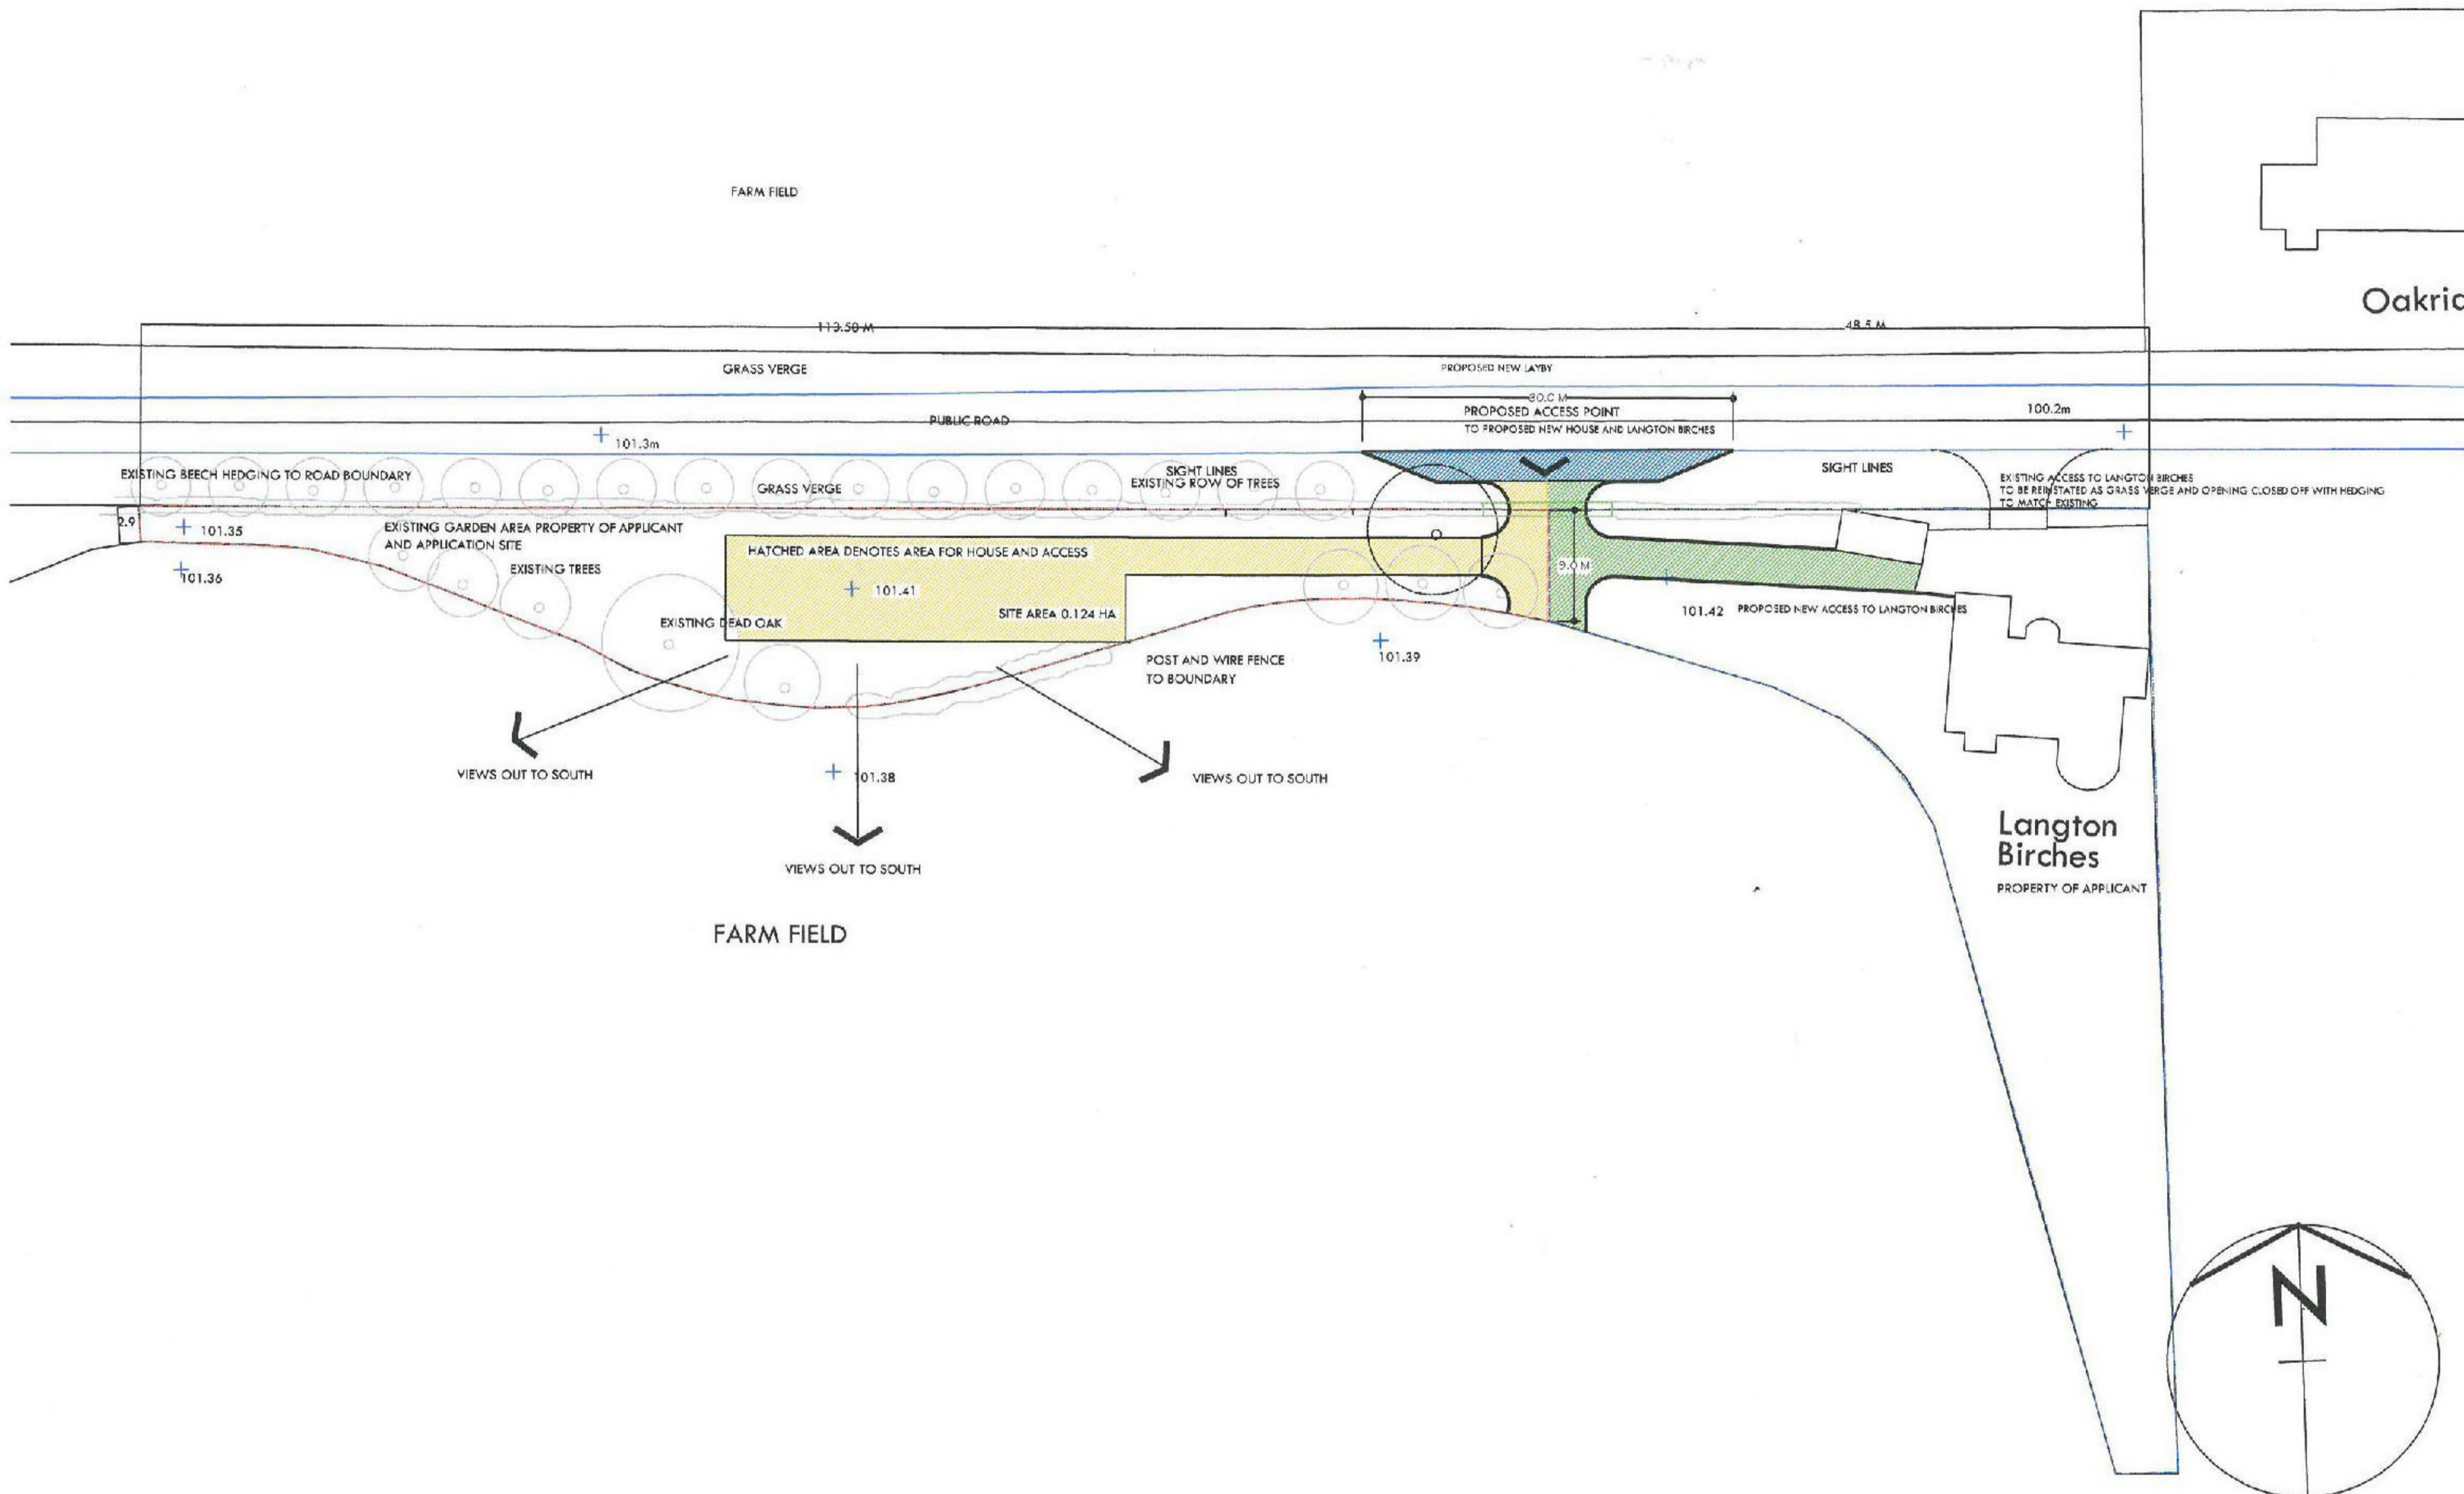 FARM FIELD
Oakrid
113.50 M
48.5 M
GRASS VERGE
PROPOSED NEW LAYBY
30.0 M
PROPOSED ACCESS POINT
TO PROPOSED NEW HOUSE AND LANGTON BIRCHES
100.2m
PUBLIC ROAD
101.3m
EXISTING BEECH HEDGING TO ROAD BOUNDARY
GRASS VERGE
SIGHT LINES
EXISTING ROW OF TREES
SIGHT LINES
EXISTING ACCESS TO LANGTON BIRCHES
TO BE REINSTATED AS GRASS VERGE AND OPENING CLOSED OFF WITH HEDGING
TO MATCH EXISTING
2.9
101.35
EXISTING GARDEN AREA PROPERTY OF APPLICANT
AND APPLICATION SITE
HATCHED AREA DENOTES AREA FOR HOUSE AND ACCESS
101.36
EXISTING TREES
9.0 M
101.41
SITE AREA 0.124 HA
EXISTING DEAD OAK
101.42
PROPOSED NEW ACCESS TO LANGTON BIRCHES
101.39
POST AND WIRE FENCE
TO BOUNDARY
VIEWS OUT TO SOUTH
101.38
VIEWS OUT TO SOUTH
VIEWS OUT TO SOUTH
Langton
Birches
PROPERTY OF APPLICANT
FARM FIELD
N